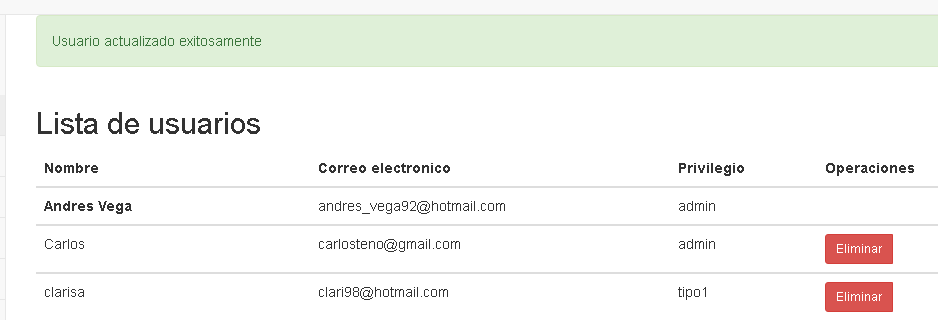 Usuario actualizado exitosamente
Lista de usuarios
Nombre Correo electronico Privilegio Operaciones
Andres Vega andres_vega92@hotmail.com admin
Carlos carlosteno@gmail.com admin Eliminar
clarisa clari98@hotmail.com tipo1 Eliminar